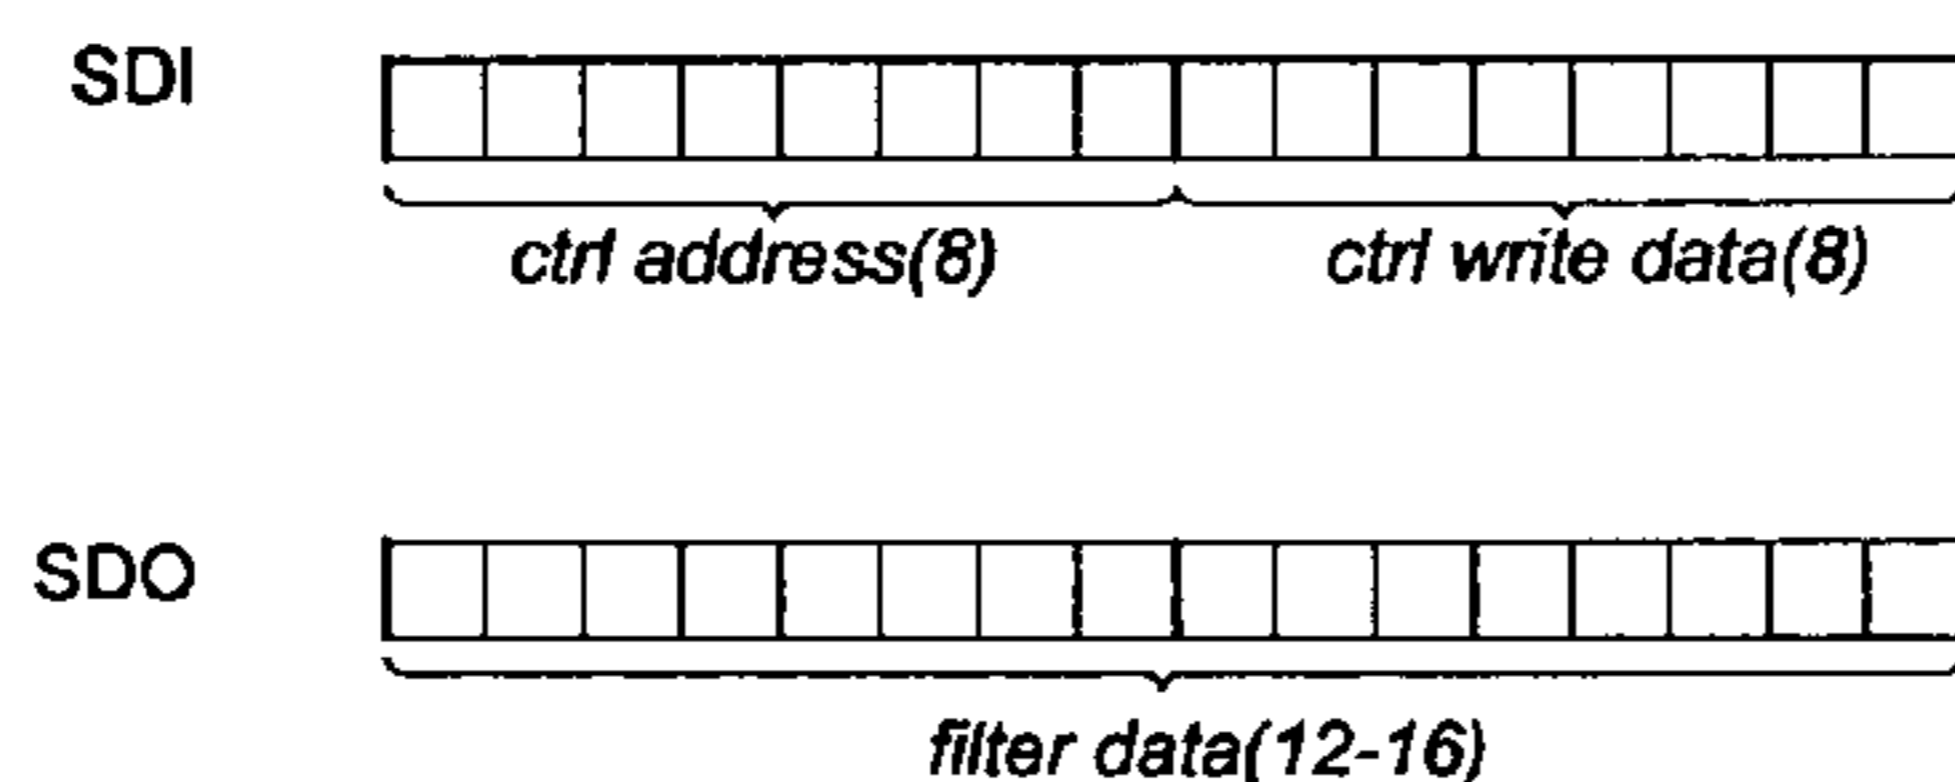 SDI
ctrl address(8) ctrl write data(8)
SDO
filter data(12-16)